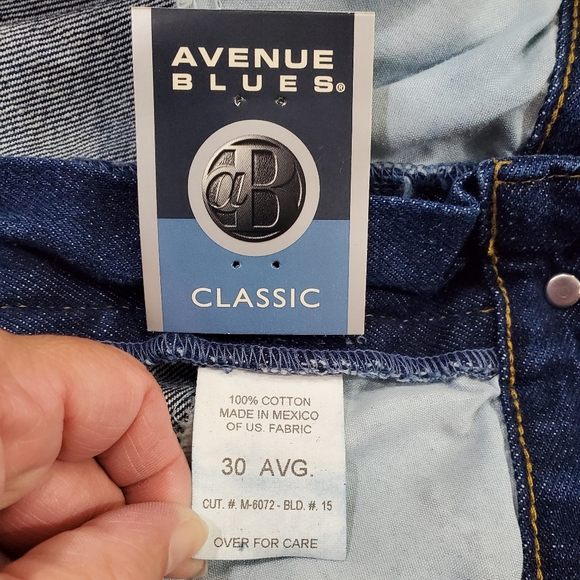 AVENUE
BLUES®
@B
CLASSIC
100% COTTON
MADE IN MEXICO
OF US. FABRIC
30 AVG.
CUT. #. M-6072 - BLD. #. 15
OVER FOR CARE